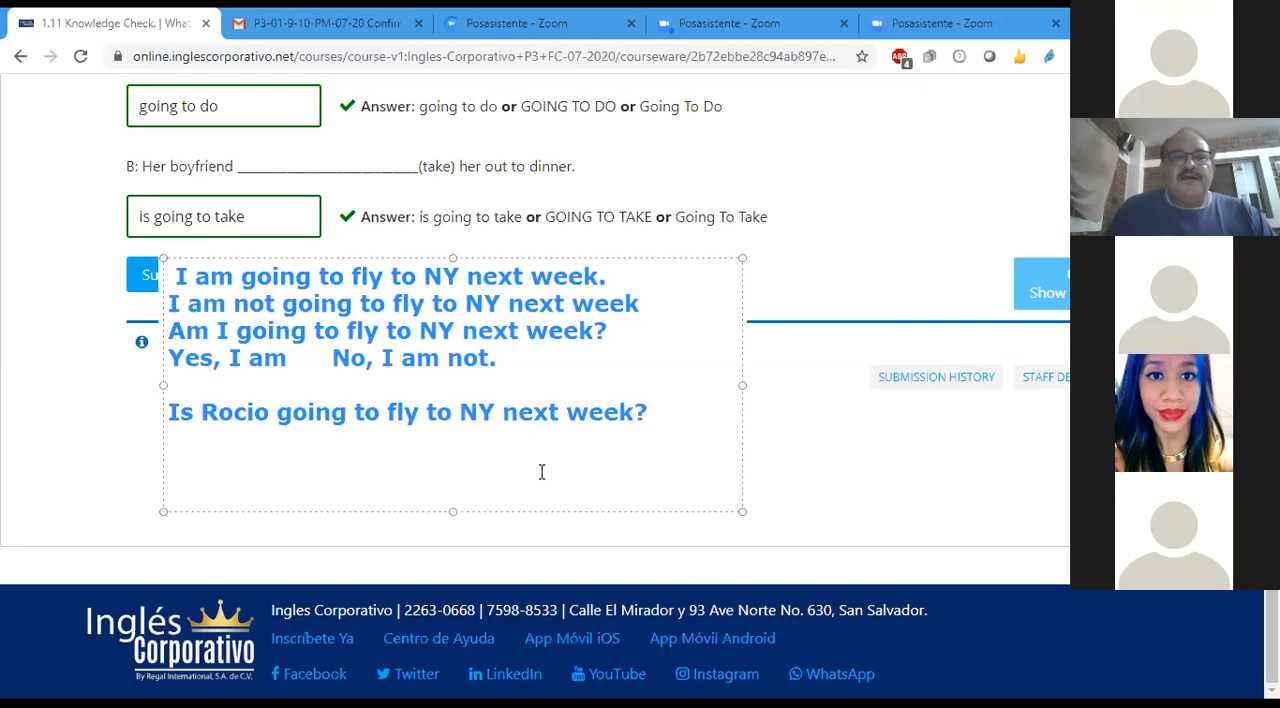 1.11 Knowledge Check. | What
P3-01-9-10-PM-07-20 Confirr
Posasistente - Zoom
Posasistente - Zoom
Posasistente - Zoom
online.inglescorporativo.net/courses/course-v1:Ingles-Corporativo+P3+FC-07-2020/courseware/2b72ebbe28c94ab897e...
ABP
4
going to do
Answer: going to do or GOING TO DO or Going To Do
B: Her boyfriend ________________________(take) her out to dinner.
is going to take
Answer: is going to take or GOING TO TAKE or Going To Take
Su
I am going to fly to NY next week.
I am not going to fly to NY next week
Am I going to fly to NY next week?
Yes, I am No, I am not.
Is Rocio going to fly to NY next week?
Show
SUBMISSION HISTORY
STAFF DE
Inglés
Corporativo
By Regal International, S.A. de C.V.
Ingles Corporativo | 2263-0668 | 7598-8533 | Calle El Mirador y 93 Ave Norte No. 630, San Salvador.
Inscríbete Ya Centro de Ayuda App Móvil iOS App Móvil Android
Facebook Twitter LinkedIn YouTube Instagram WhatsApp